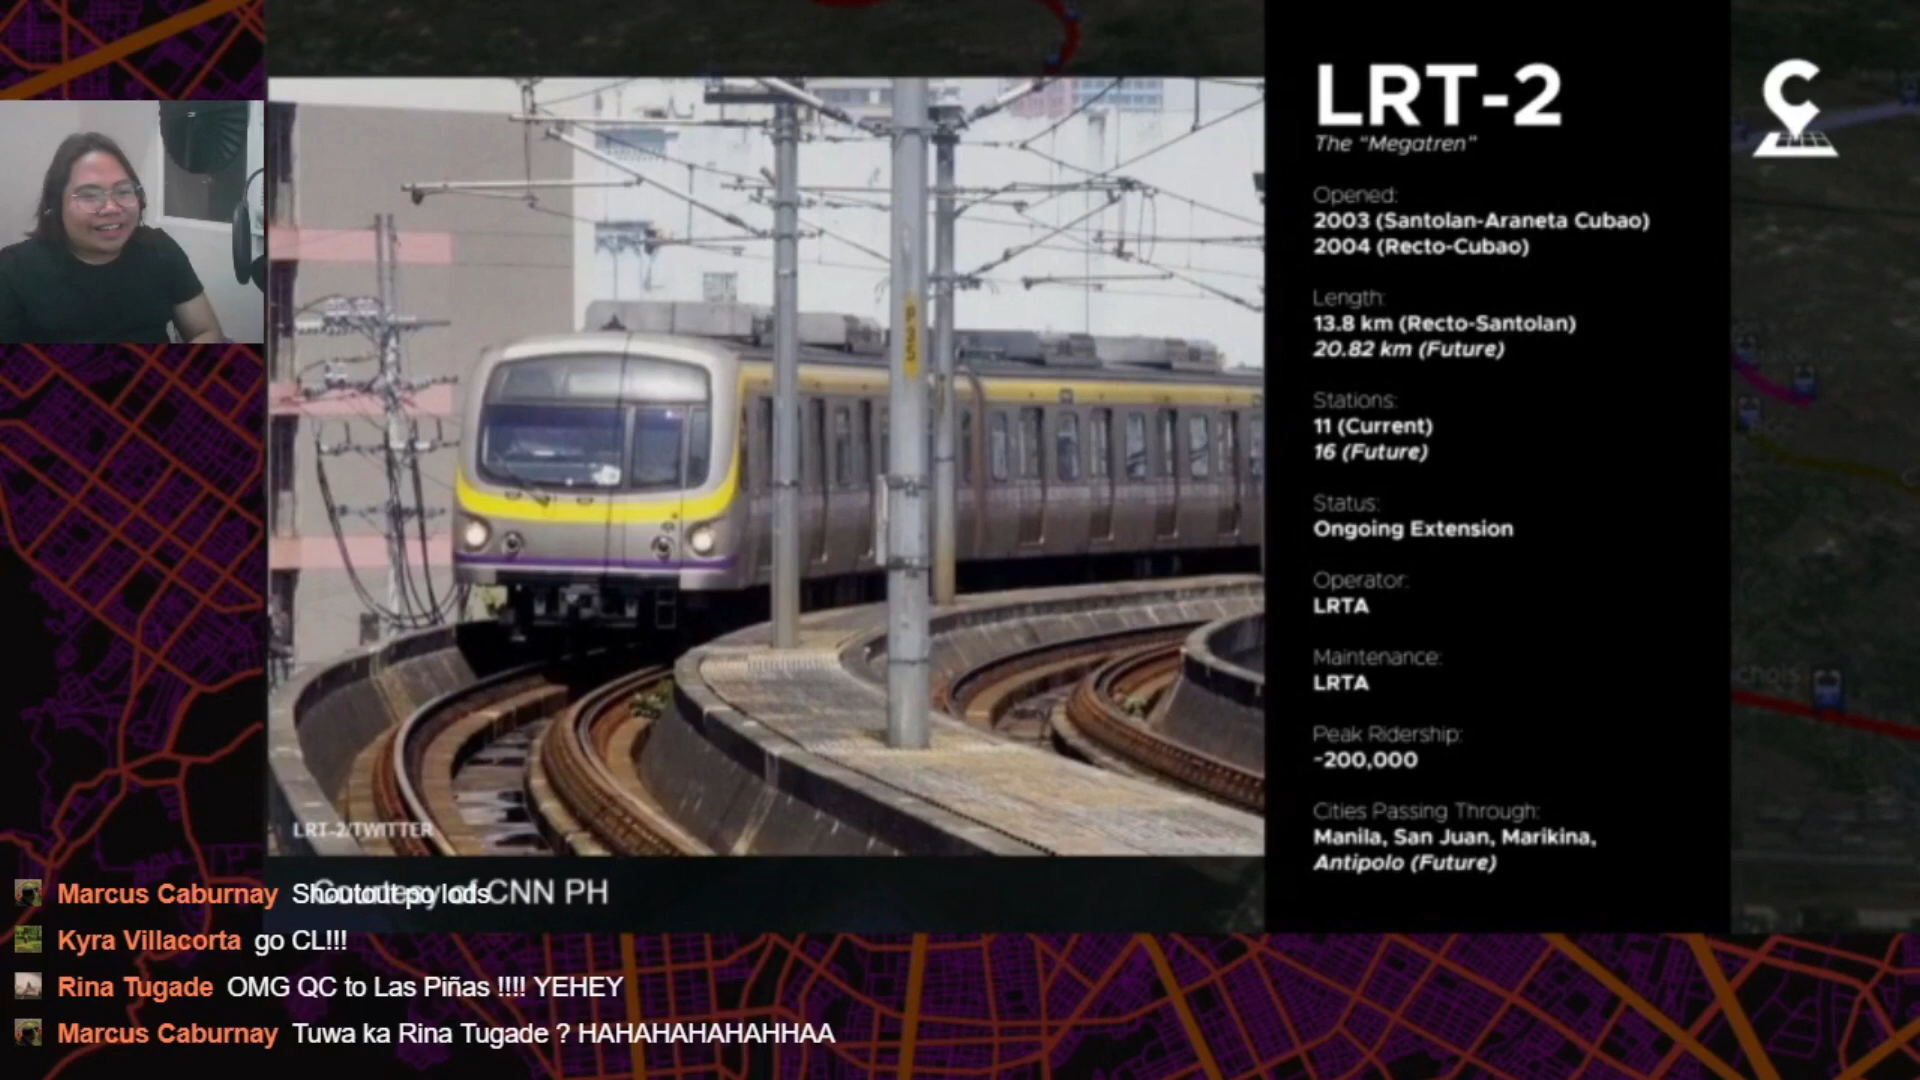 LRT-2
The "Megatren"
Opened:
2003 (Santolan-Araneta Cubao)
2004 (Recto-Cubao)
Length:
13.8 km (Recto-Santolan)
20.82 km (Future)
Stations:
11 (Current)
16 (Future)
Status:
Ongoing Extension
Operator:
LRTA
Maintenance:
LRTA
Peak Ridership:
~200,000
Cities Passing Through:
Manila, San Juan, Marikina,
Antipolo (Future)
LRT-2/TWITTER
Courtesy of CNN PH
Marcus Caburnay Shoutout po lods
Kyra Villacorta go CL!!!
Rina Tugade OMG QC to Las Piñas !!!! YEHEY
Marcus Caburnay Tuwa ka Rina Tugade ? HAHAHAHAHAHHAA